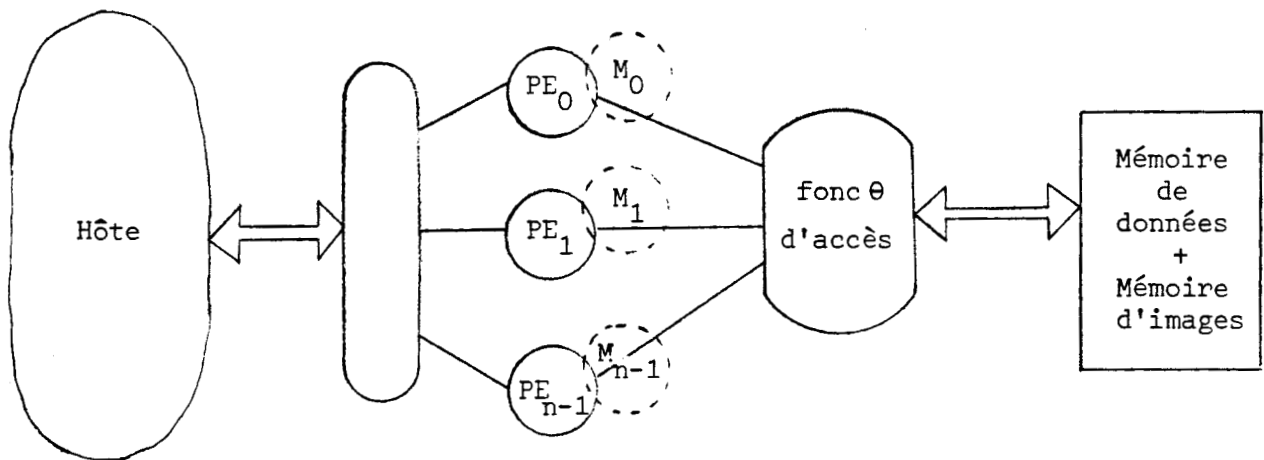 Hôte
PE0
M0
PE1
M1
PEn-1
Mn-1
fonc θ
d'accès
Mémoire
de
données
+
Mémoire
d'images